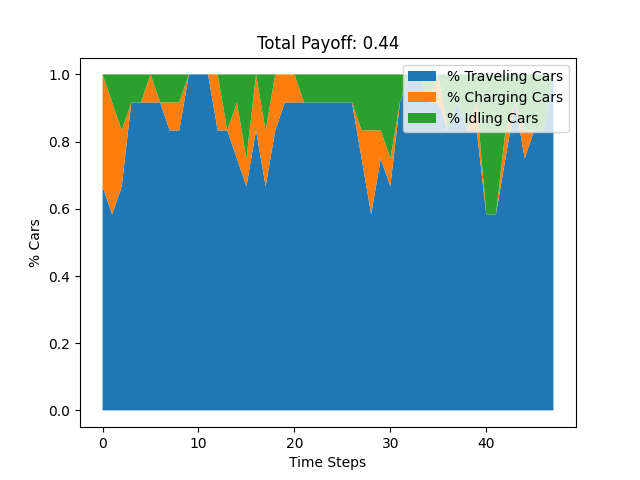 Total Payoff: 0.44
1.0
0.8
0.6
0.4
0.2
0.0
% Cars
% Traveling Cars
% Charging Cars
% Idling Cars
0 10 20 30 40
Time Steps